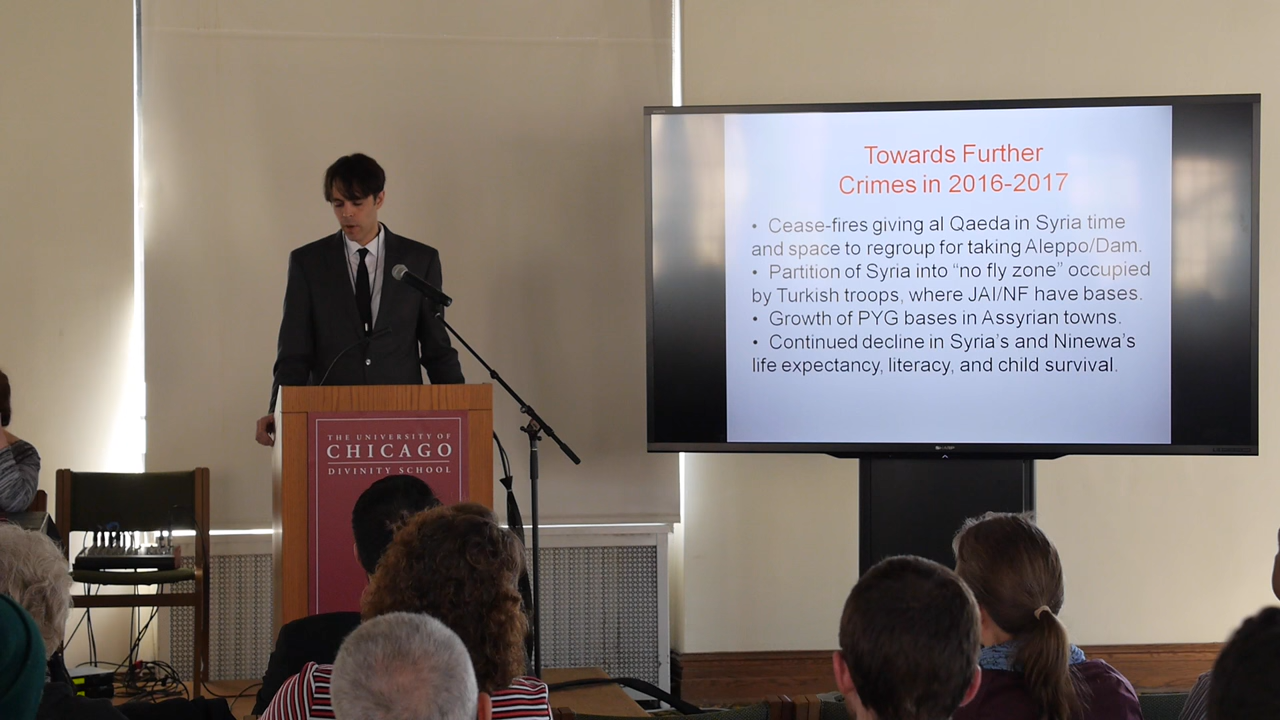 Towards Further
Crimes in 2016-2017
• Cease-fires giving al Qaeda in Syria time
and space to regroup for taking Aleppo/Dam.
• Partition of Syria into “no fly zone” occupied
by Turkish troops, where JAI/NF have bases.
• Growth of PYG bases in Assyrian towns.
• Continued decline in Syria’s and Ninewa’s
life expectancy, literacy, and child survival.
THE UNIVERSITY OF
CHICAGO
DIVINITY SCHOOL
SHARP